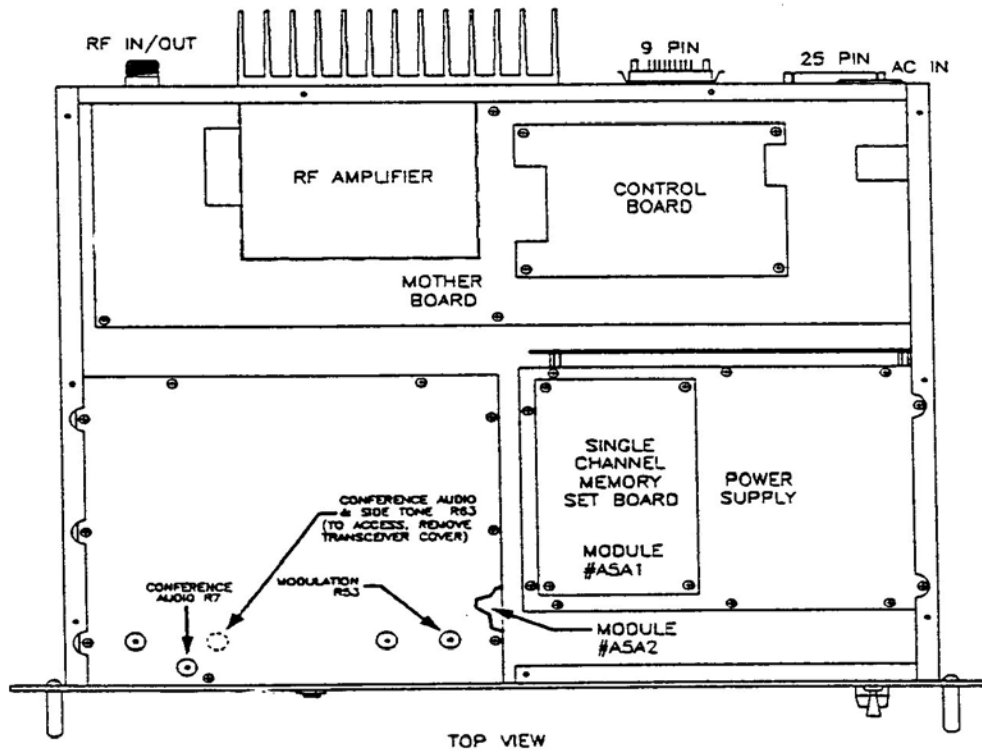 RF IN/OUT
9 PIN
25 PIN
AC IN
RF AMPLIFIER
CONTROL
BOARD
MOTHER
BOARD
SINGLE
CHANNEL
MEMORY
SET BOARD
POWER
SUPPLY
MODULE
#A5A1
CONFERENCE AUDIO
& SIDE TONE R63
(TO ACCESS, REMOVE
TRANSCEIVER COVER)
CONFERENCE
AUDIO R7
MODULATION
R53
MODULE
#A5A2
TOP VIEW